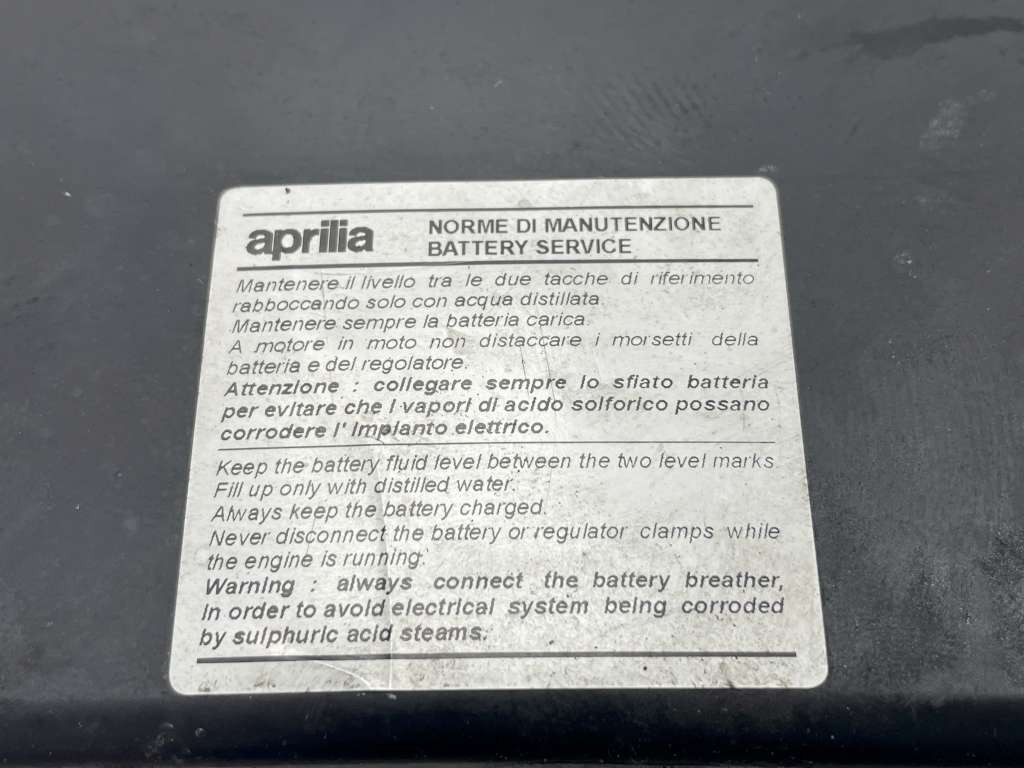 aprilia
NORME DI MANUTENZIONE
BATTERY SERVICE
Mantenere il livello tra le due tacche di riferimento
rabboccando solo con acqua distillata.
Mantenere sempre la batteria carica.
A motore in moto non distaccare i morsetti della
batteria e del regolatore.
Attenzione : collegare sempre lo sfiato batteria
per evitare che i vapori di acido solforico possano
corrodere l' impianto elettrico.
Keep the battery fluid level between the two level marks.
Fill up only with distilled water.
Always keep the battery charged.
Never disconnect the battery or regulator clamps while
the engine is running.
Warning : always connect the battery breather,
in order to avoid electrical system being corroded
by sulphuric acid steams.